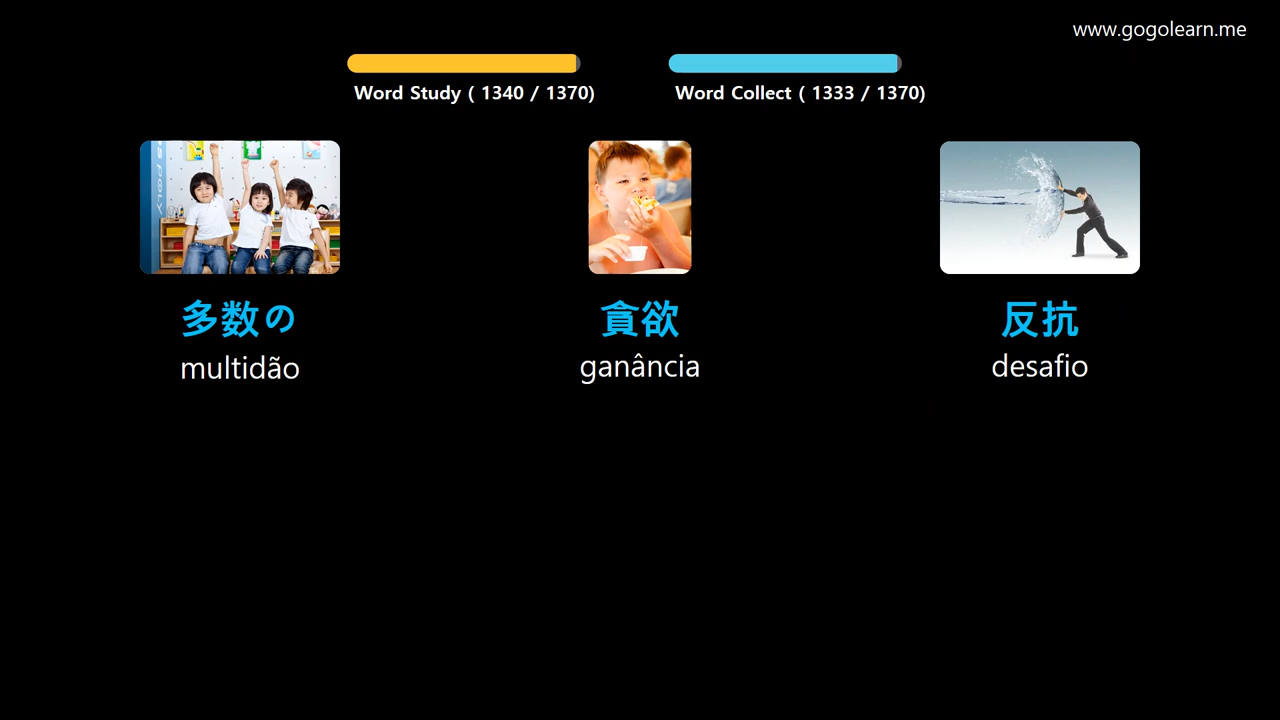 www.gogolearn.me
Word Study ( 1340 / 1370)
Word Collect ( 1333 / 1370)
多数の
貪欲
反抗
multidão
ganância
desafio